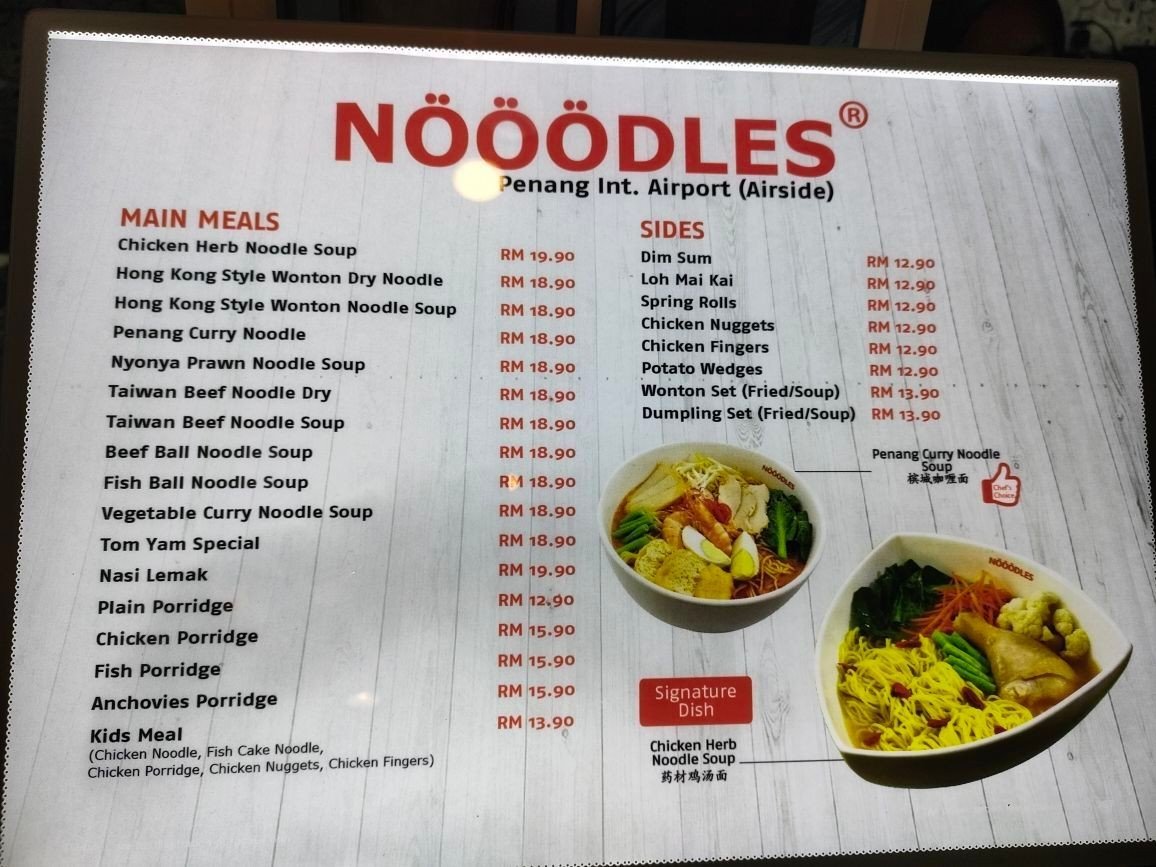 NÖÖÖDLES®
Penang Int. Airport (Airside)
MAIN MEALS
Chicken Herb Noodle Soup RM 19.90
Hong Kong Style Wonton Dry Noodle RM 18.90
Hong Kong Style Wonton Noodle Soup RM 18.90
Penang Curry Noodle RM 18.90
Nyonya Prawn Noodle Soup RM 18.90
Taiwan Beef Noodle Dry RM 18.90
Taiwan Beef Noodle Soup RM 18.90
Beef Ball Noodle Soup RM 18.90
Fish Ball Noodle Soup RM 18.90
Vegetable Curry Noodle Soup RM 18.90
Tom Yam Special RM 18.90
Nasi Lemak RM 19.90
Plain Porridge RM 12.90
Chicken Porridge RM 15.90
Fish Porridge RM 15.90
Anchovies Porridge RM 15.90
Kids Meal RM 13.90
(Chicken Noodle, Fish Cake Noodle,
Chicken Porridge, Chicken Nuggets, Chicken Fingers)
SIDES
Dim Sum RM 12.90
Loh Mai Kai RM 12.90
Spring Rolls RM 12.90
Chicken Nuggets RM 12.90
Chicken Fingers RM 12.90
Potato Wedges RM 12.90
Wonton Set (Fried/Soup) RM 13.90
Dumpling Set (Fried/Soup) RM 13.90
NÖÖÖDLES
Penang Curry Noodle
Soup
槟城咖喱面
Chef's
Choice
NÖÖÖDLES
Signature
Dish
Chicken Herb
Noodle Soup
药材鸡汤面